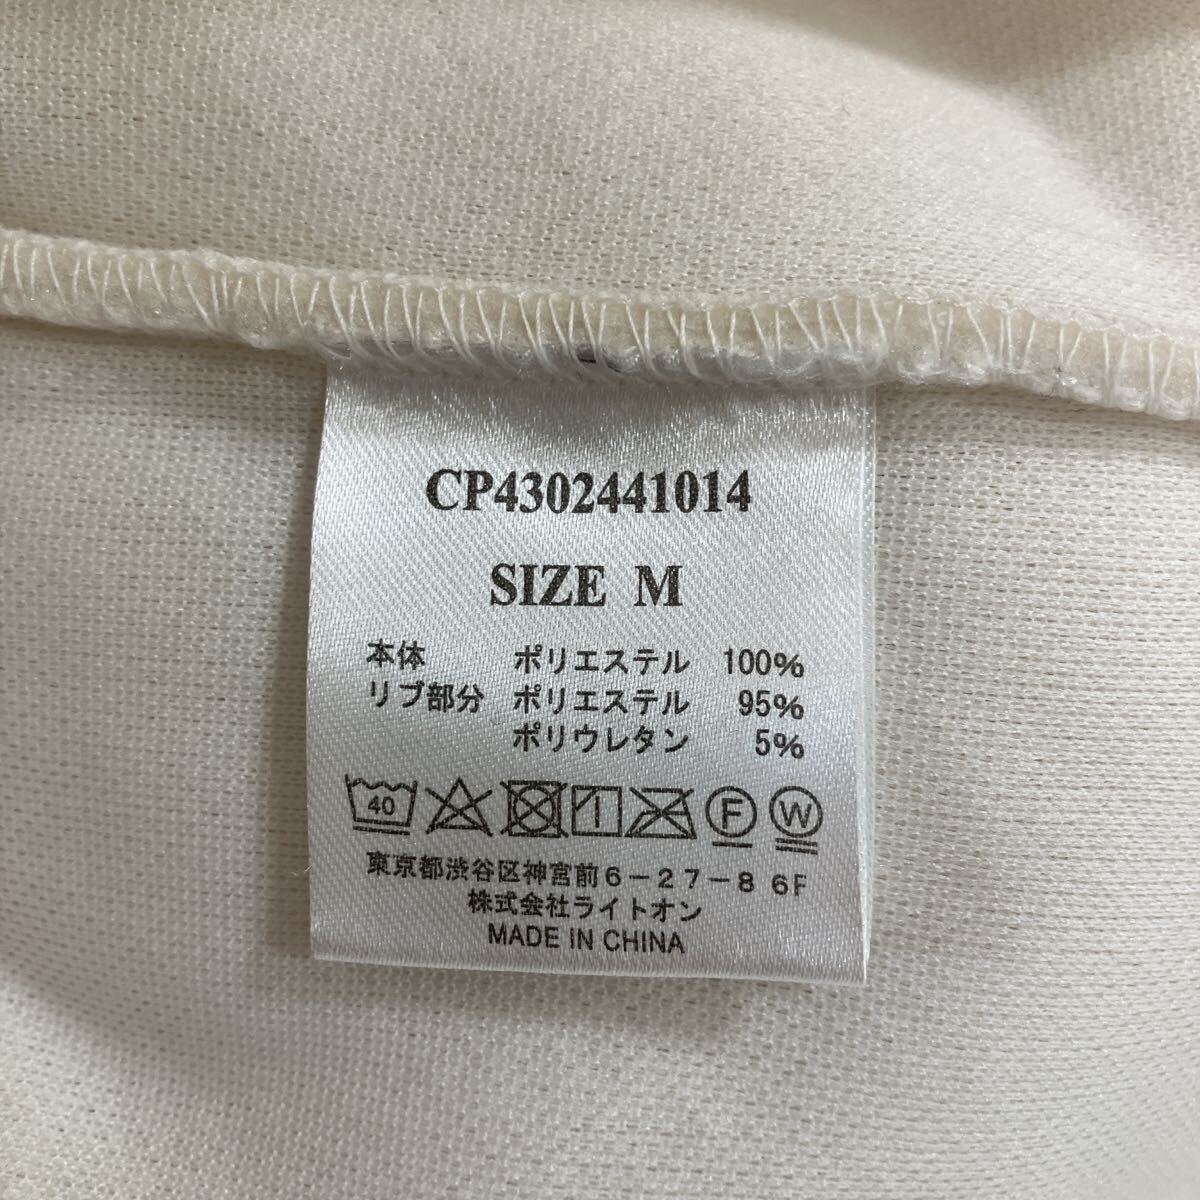 CP4302441014
SIZE M
本体 ポリエステル 100%
リブ部分 ポリエステル 95%
ポリウレタン 5%
40 F W
東京都渋谷区神宮前6-27-8 6F
株式会社ライトオン
MADE IN CHINA